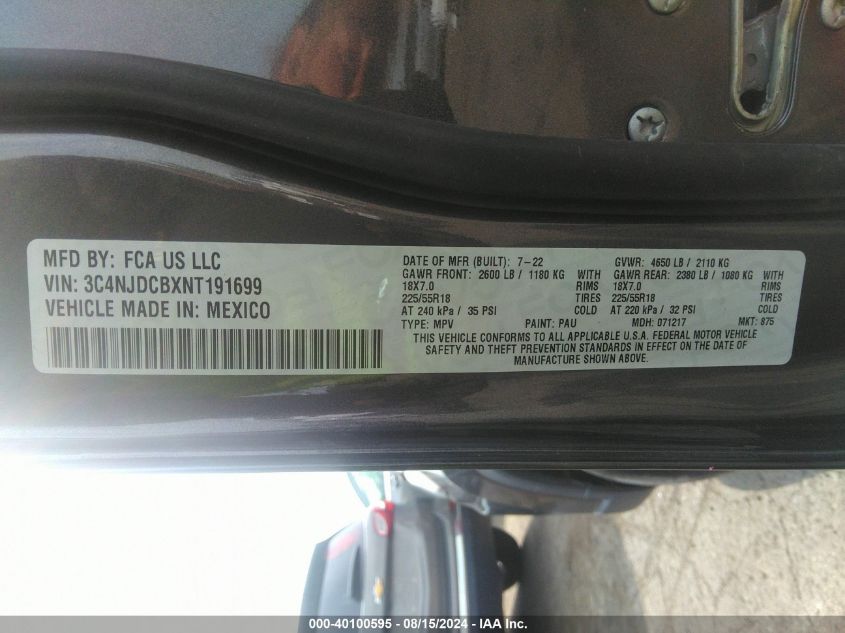 MFD BY: FCA US LLC
VIN: 3C4NJDCBXNT191699
VEHICLE MADE IN: MEXICO
DATE OF MFR (BUILT): 7-22 GVWR: 4650 LB / 2110 KG
GAWR FRONT: 2600 LB / 1180 KG WITH GAWR REAR: 2380 LB / 1080 KG WITH
18X7.0 RIMS 18X7.0 RIMS
225/55R18 TIRES 225/55R18 TIRES
AT 240 kPa / 35 PSI COLD AT 220 kPa / 32 PSI COLD
TYPE: MPV PAINT: PAU MDH: 071217 MKT: 875
THIS VEHICLE CONFORMS TO ALL APPLICABLE U.S.A. FEDERAL MOTOR VEHICLE
SAFETY AND THEFT PREVENTION STANDARDS IN EFFECT ON THE DATE OF
MANUFACTURE SHOWN ABOVE.
000-40100595 - 08/15/2024 - IAA Inc.